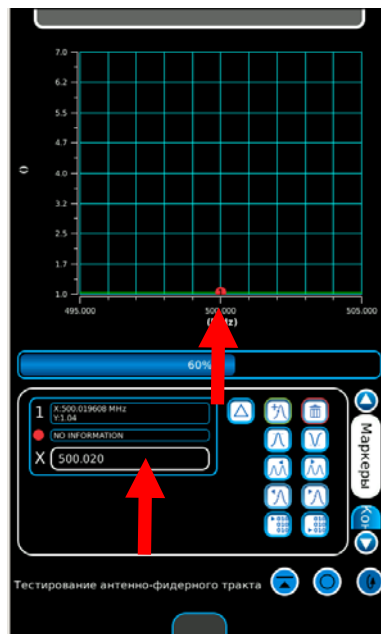 7.0
6.2
5.5
4.7
4.0
3.2
2.5
1.7
1.0
()
495.000 500.000 505.000
1
60%
1 X:500.019608 MHz
Y:1.04
NO INFORMATION
X 500.020
Маркеры
Кон
Тестирование антенно-фидерного тракта